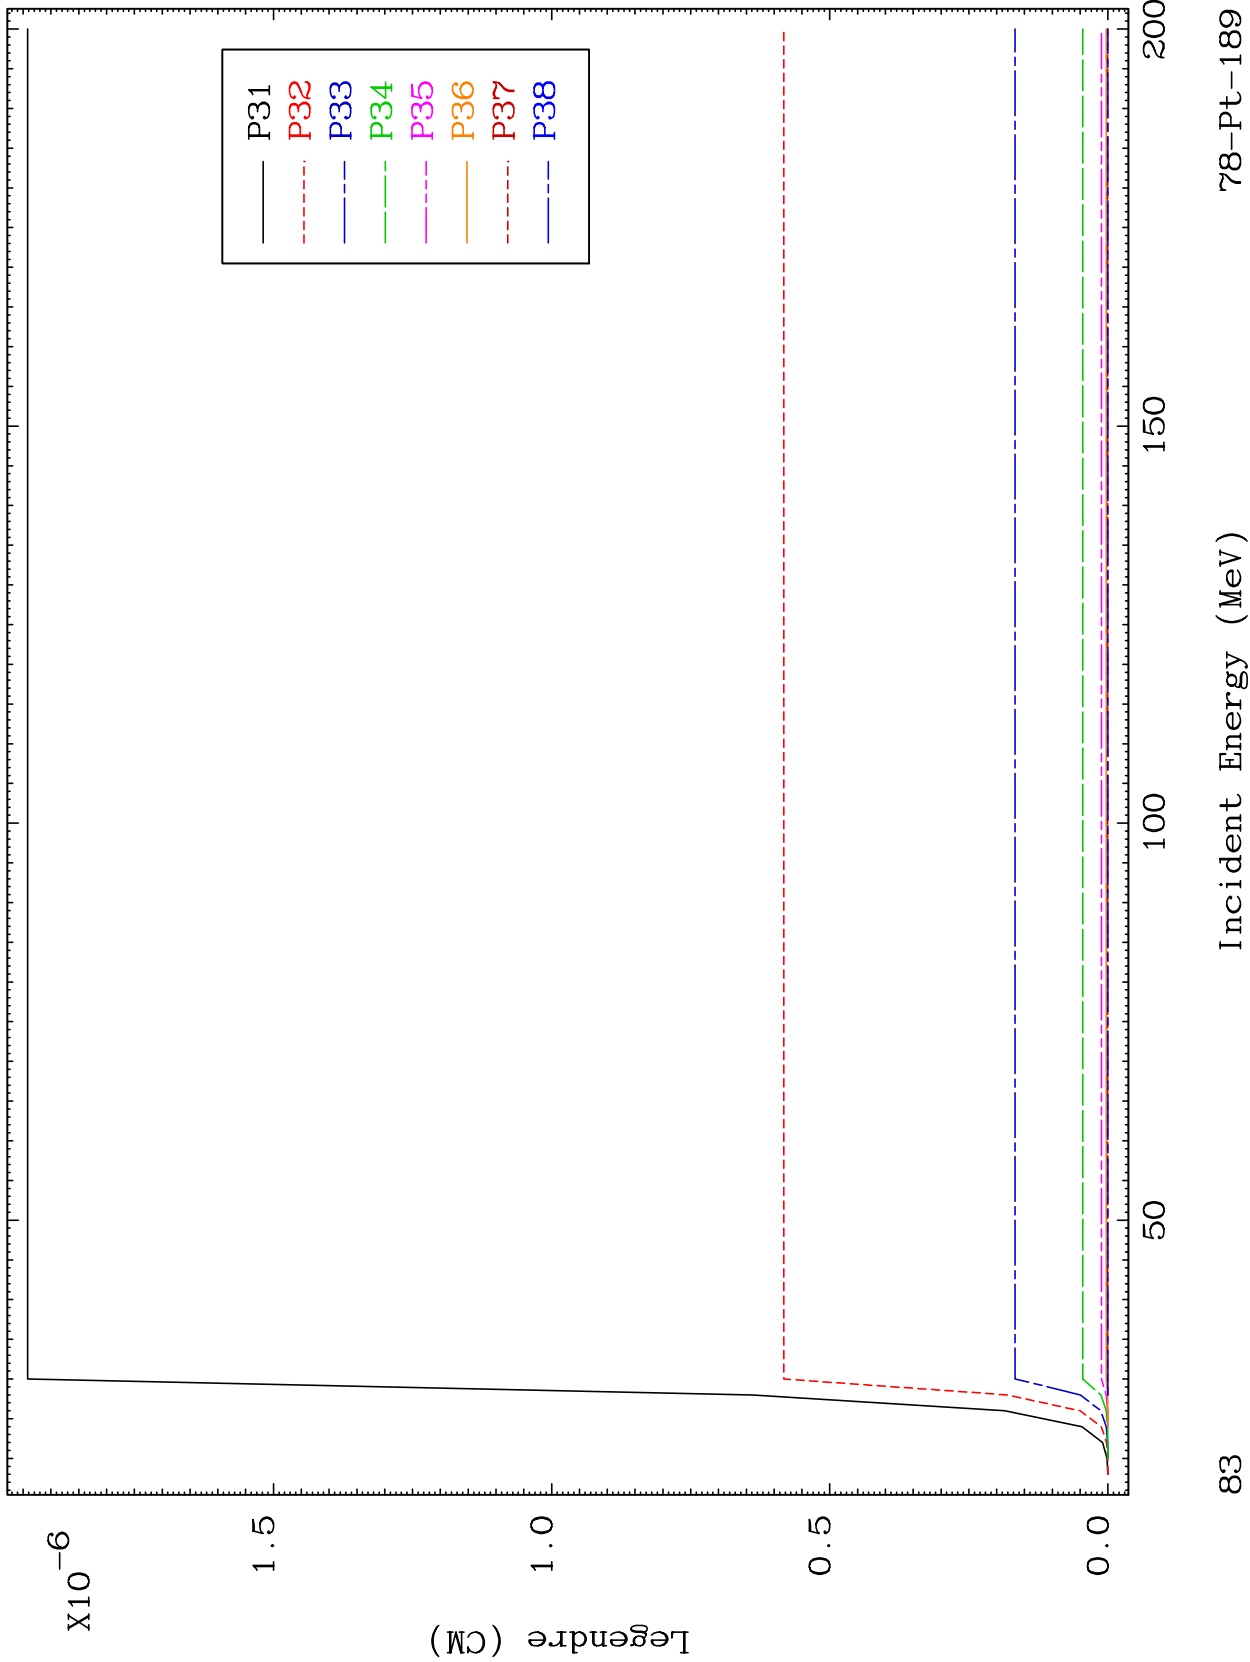 X10-6
1.5
1.0
0.5
0.0
Legendre (CM)
P31
P32
P33
P34
P35
P36
P37
P38
50
100
150
200
Incident Energy (MeV)
83
78-Pt-189